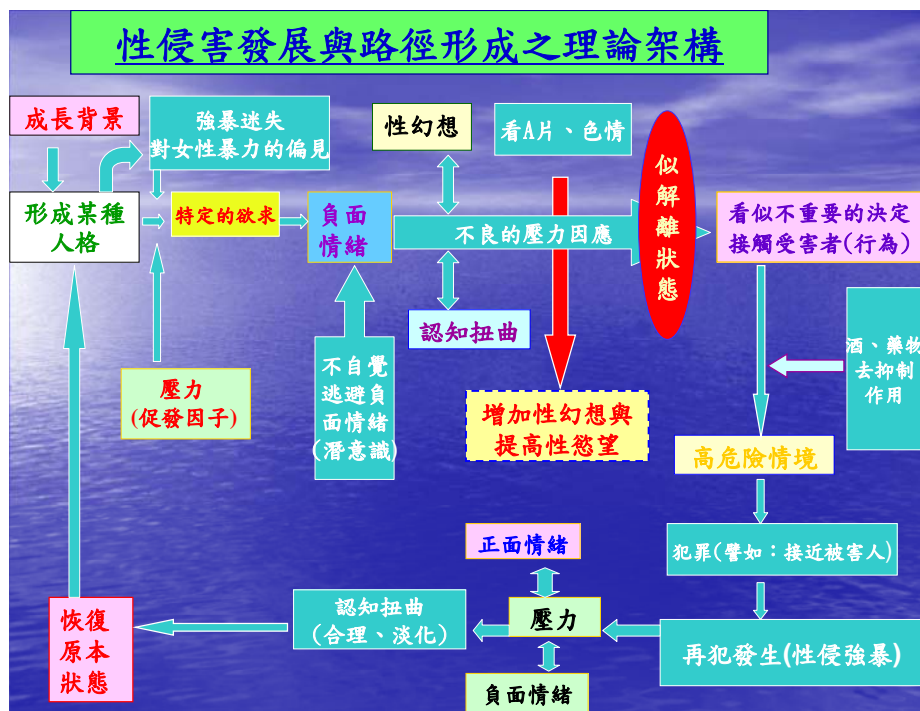 性侵害發展與路徑形成之理論架構
成長背景
強暴迷失
對女性暴力的偏見
性幻想
看A片、色情
似解離狀態
形成某種
人格
特定的欲求
負面
情緒
不良的壓力因應
看似不重要的決定
接觸受害者(行為)
認知扭曲
酒、藥物
去抑制
作用
壓力
(促發因子)
不自覺
逃避負
面情緒
(潛意識)
增加性幻想與
提高性慾望
高危險情境
正面情緒
犯罪(譬如：接近被害人)
恢復
原本
狀態
認知扭曲
(合理、淡化)
壓力
再犯發生(性侵強暴)
負面情緒